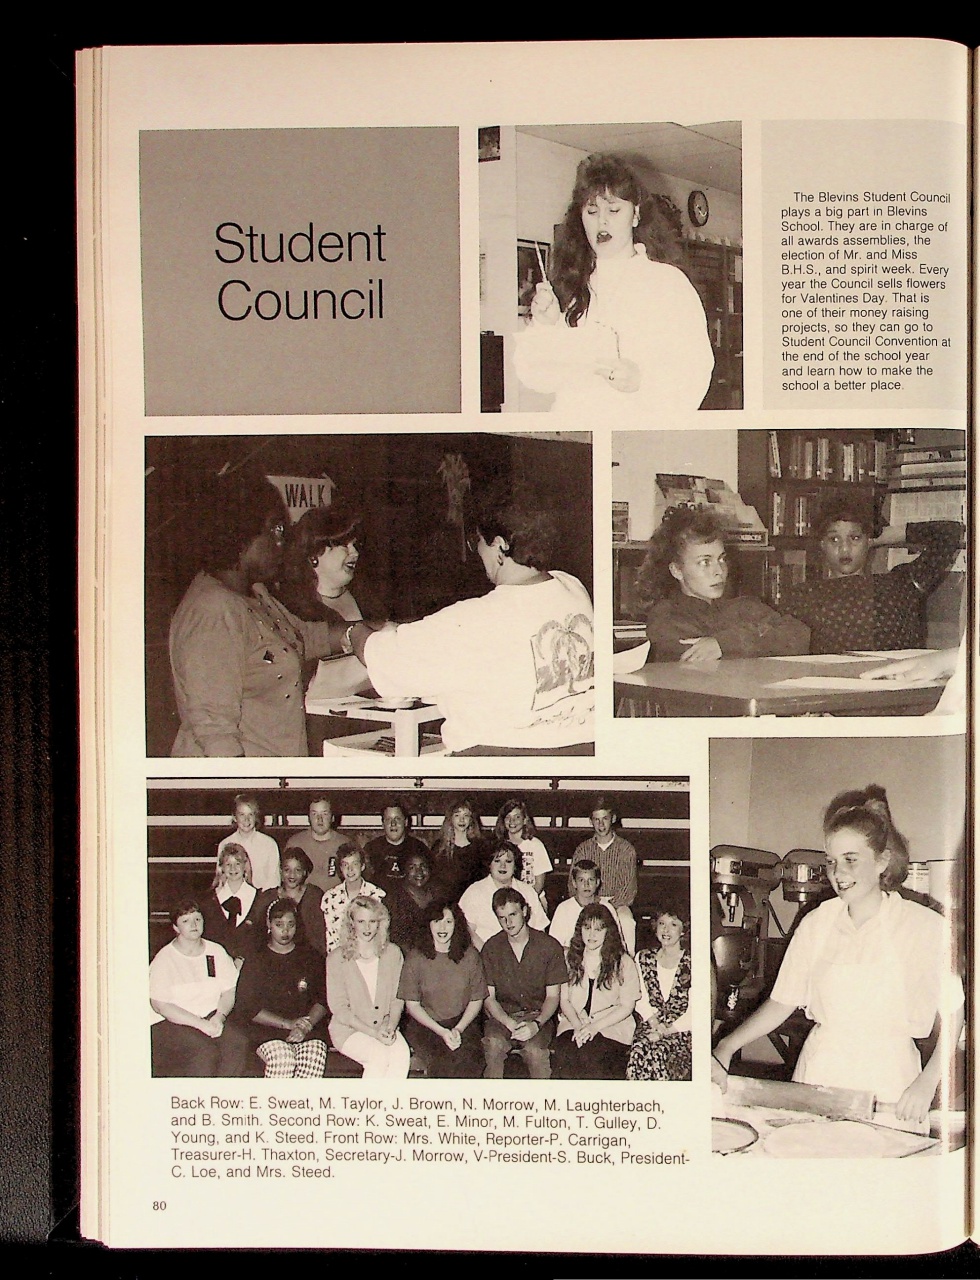 Student
Council
The Blevins Student Council
plays a big part in Blevins
School. They are in charge of
all awards assemblies, the
election of Mr. and Miss
B.H.S., and spirit week. Every
year the Council sells flowers
for Valentines Day. That is
one of their money raising
projects, so they can go to
Student Council Convention at
the end of the school year
and learn how to make the
school a better place.
WALK
Back Row: E. Sweat, M. Taylor, J. Brown, N. Morrow, M. Laughterbach,
and B. Smith. Second Row: K. Sweat, E. Minor, M. Fulton, T. Gulley, D.
Young, and K. Steed. Front Row: Mrs. White, Reporter-P. Carrigan,
Treasurer-H. Thaxton, Secretary-J. Morrow, V-President-S. Buck, President-
C. Loe, and Mrs. Steed.
80